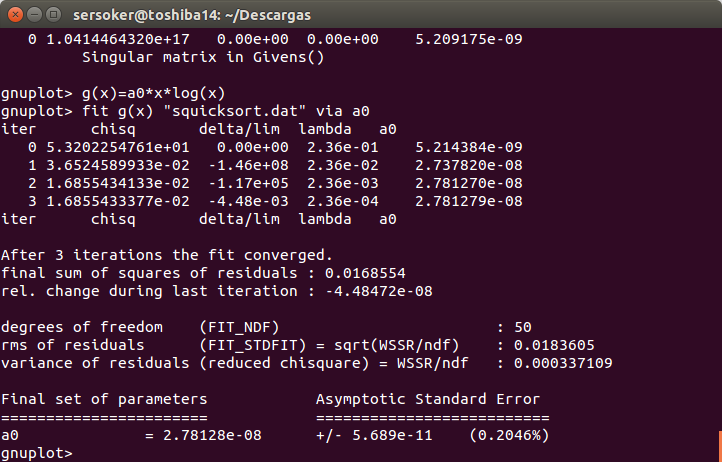 sersoker@toshiba14: ~/Descargas
0 1.0414464320e+17 0.00e+00 0.00e+00 5.209175e-09
Singular matrix in Givens()
gnuplot> g(x)=a0*x*log(x)
gnuplot> fit g(x) "squicksort.dat" via a0
iter chisq delta/lim lambda a0
0 5.3202254761e+01 0.00e+00 2.36e-01 5.214384e-09
1 3.6524589933e-02 -1.46e+08 2.36e-02 2.737820e-08
2 1.6855434133e-02 -1.17e+05 2.36e-03 2.781270e-08
3 1.6855433377e-02 -4.48e-03 2.36e-04 2.781279e-08
iter chisq delta/lim lambda a0
After 3 iterations the fit converged.
final sum of squares of residuals : 0.0168554
rel. change during last iteration : -4.48472e-08
degrees of freedom (FIT_NDF) : 50
rms of residuals (FIT_STDFIT) = sqrt(WSSR/ndf) : 0.0183605
variance of residuals (reduced chisquare) = WSSR/ndf : 0.000337109
Final set of parameters Asymptotic Standard Error
======================= ==========================
a0 = 2.78128e-08 +/- 5.689e-11 (0.2046%)
gnuplot>